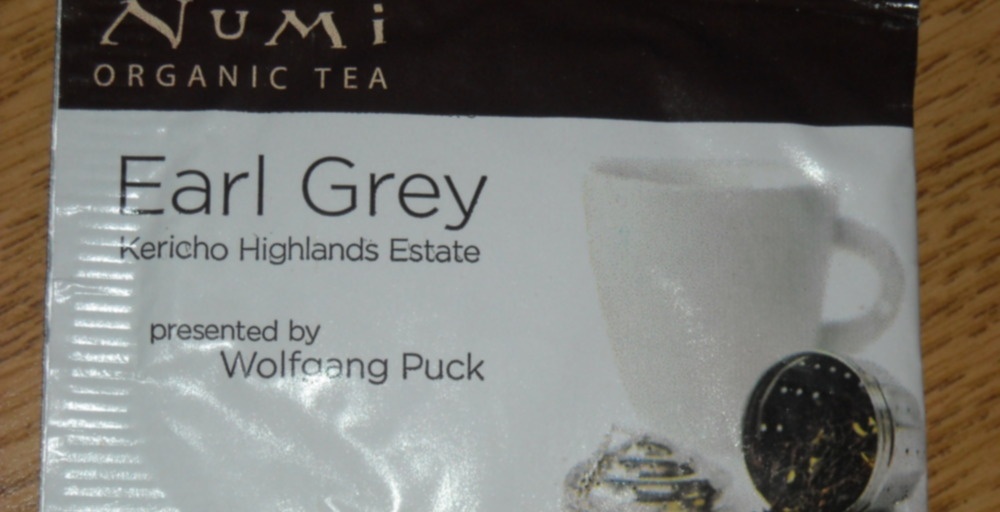 NUMi
ORGANIC TEA
Earl Grey
Kericho Highlands Estate
presented by
Wolfgang Puck